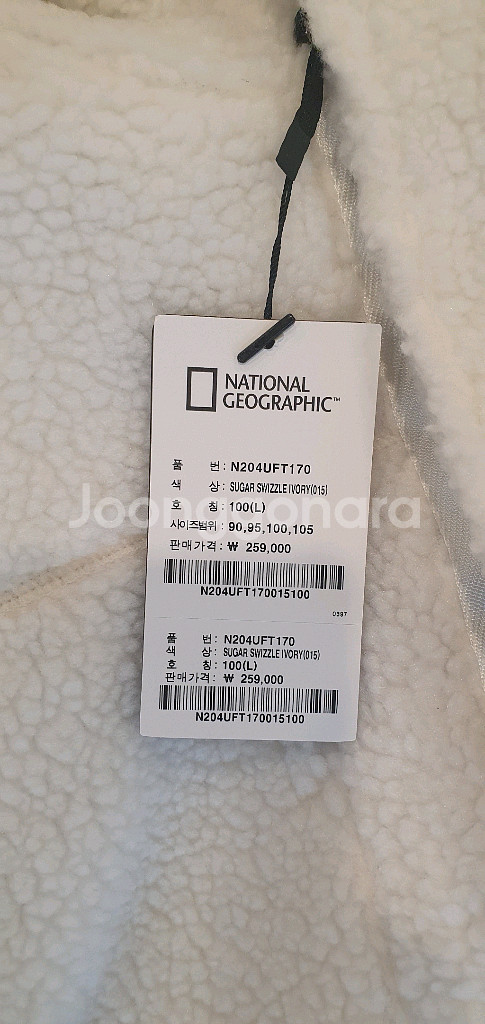 NATIONAL
GEOGRAPHIC™
품 번: N204UFT170
색 상: SUGAR SWIZZLE IVORY(015)
호 칭: 100(L)
Joongonara
사이즈범위: 90,95,100,105
판매가격: ₩ 259,000
N204UFT170015100
0397
품 번: N204UFT170
색 상: SUGAR SWIZZLE IVORY(015)
호 칭: 100(L)
판매가격: ₩ 259,000
N204UFT170015100